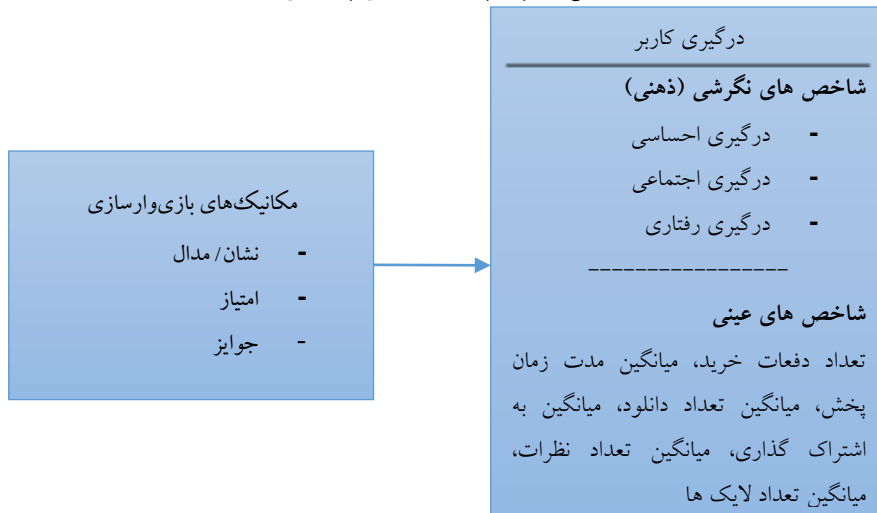 درگیری کاربر
شاخص های نگرشی (ذهنی)
- درگیری احساسی
- درگیری اجتماعی
- درگیری رفتاری
-----------------
شاخص های عینی
تعداد دفعات خرید، میانگین مدت زمان
پخش، میانگین تعداد دانلود، میانگین به
اشتراک گذاری، میانگین تعداد نظرات،
میانگین تعداد لایک ها
مکانیک‌های بازی‌وارسازی
- نشان/ مدال
- امتیاز
- جوایز